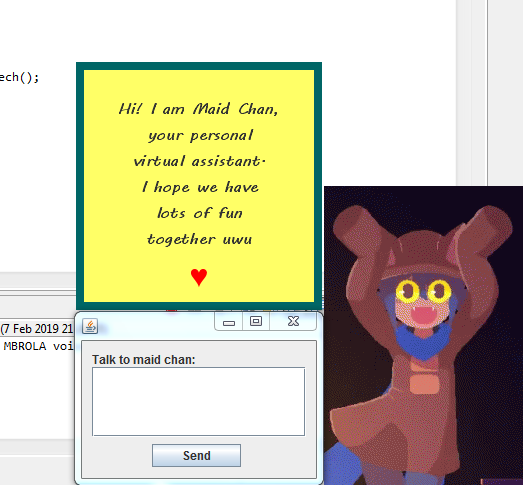 ech();
Hi! I am Maid Chan,
your personal
virtual assistant.
I hope we have
lots of fun
together uwu
♥
(7 Feb 2019 21
MBROLA voi
Talk to maid chan:
Send